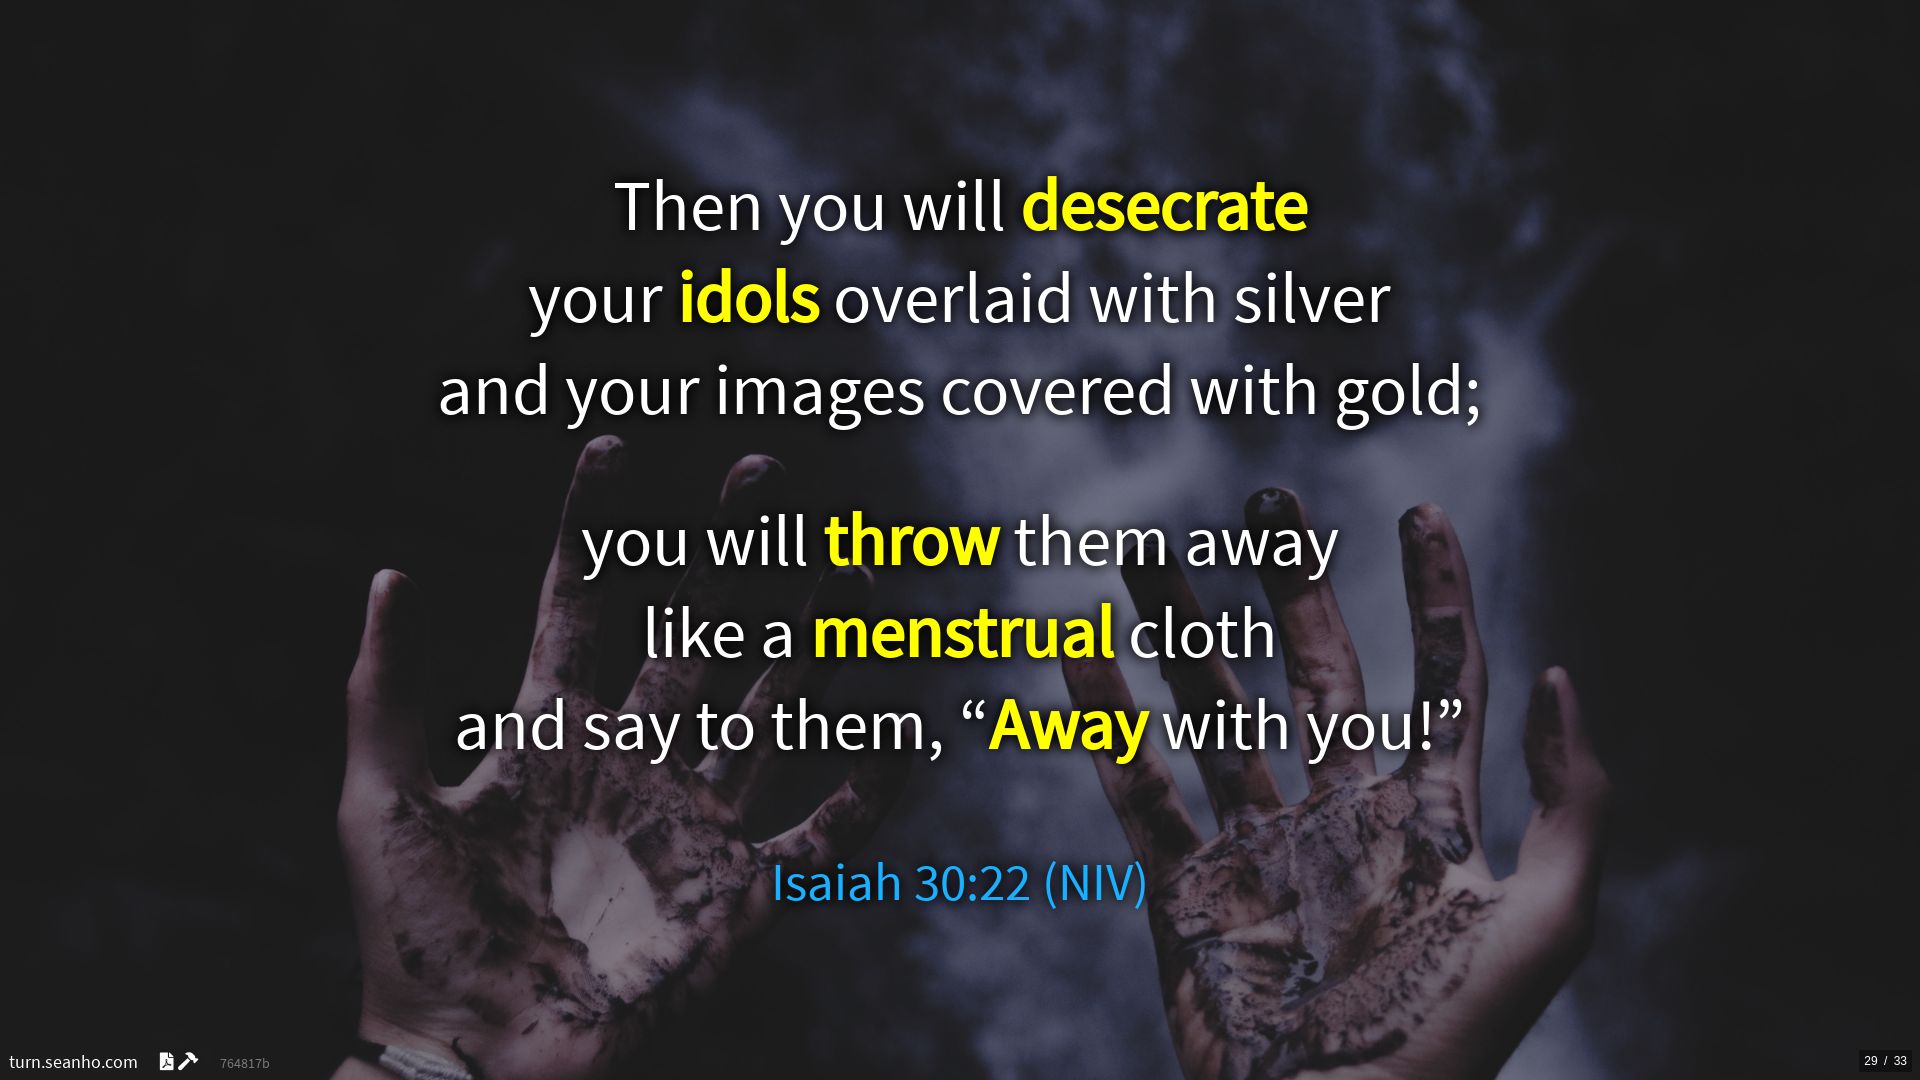 Then you will desecrate
your idols overlaid with silver
and your images covered with gold;
you will throw them away
like a menstrual cloth
and say to them, “Away with you!”
Isaiah 30:22 (NIV)
turn.seanho.com 764817b
29 / 33